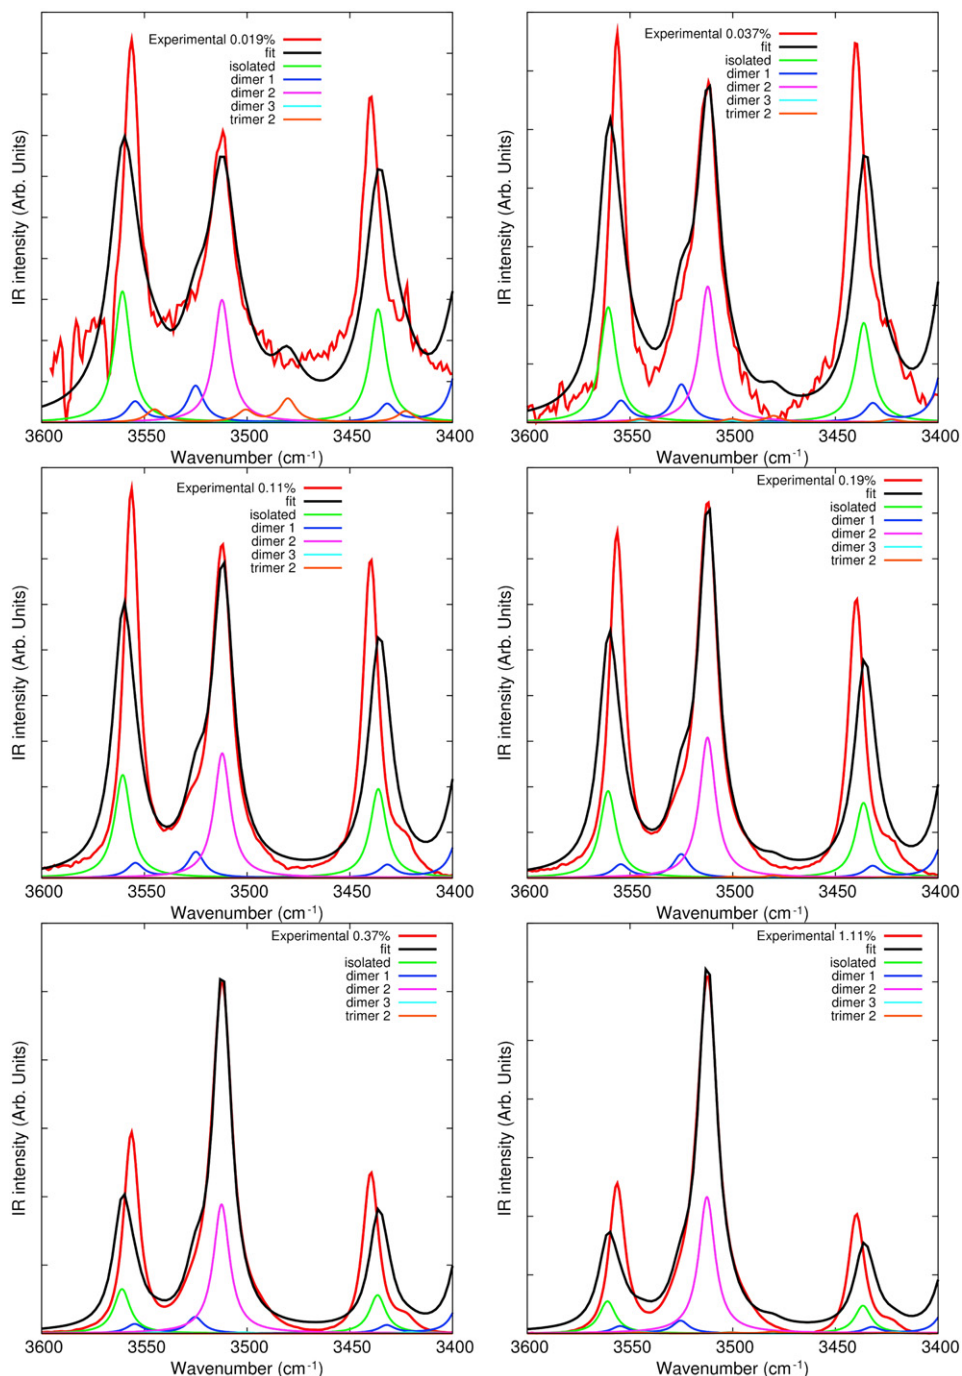 Experimental 0.019%
fit
isolated
dimer 1
dimer 2
dimer 3
trimer 2
IR intensity (Arb. Units)
3600 3550 3500 3450 3400
Wavenumber (cm⁻¹)
Experimental 0.037%
fit
isolated
dimer 1
dimer 2
dimer 3
trimer 2
IR intensity (Arb. Units)
3600 3550 3500 3450 3400
Wavenumber (cm⁻¹)
Experimental 0.11%
fit
isolated
dimer 1
dimer 2
dimer 3
trimer 2
IR intensity (Arb. Units)
3600 3550 3500 3450 3400
Wavenumber (cm⁻¹)
Experimental 0.19%
fit
isolated
dimer 1
dimer 2
dimer 3
trimer 2
IR intensity (Arb. Units)
3600 3550 3500 3450 3400
Wavenumber (cm⁻¹)
Experimental 0.37%
fit
isolated
dimer 1
dimer 2
dimer 3
trimer 2
IR intensity (Arb. Units)
3600 3550 3500 3450 3400
Wavenumber (cm⁻¹)
Experimental 1.11%
fit
isolated
dimer 1
dimer 2
dimer 3
trimer 2
IR intensity (Arb. Units)
3600 3550 3500 3450 3400
Wavenumber (cm⁻¹)